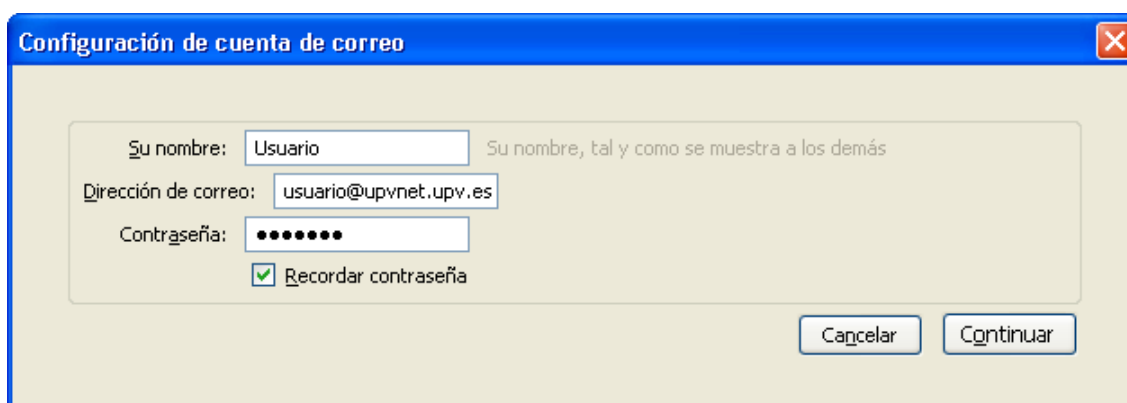 Configuración de cuenta de correo
Su nombre: Usuario Su nombre, tal y como se muestra a los demás
Dirección de correo: usuario@upvnet.upv.es
Contraseña: •••••••
Recordar contraseña
Cancelar Continuar